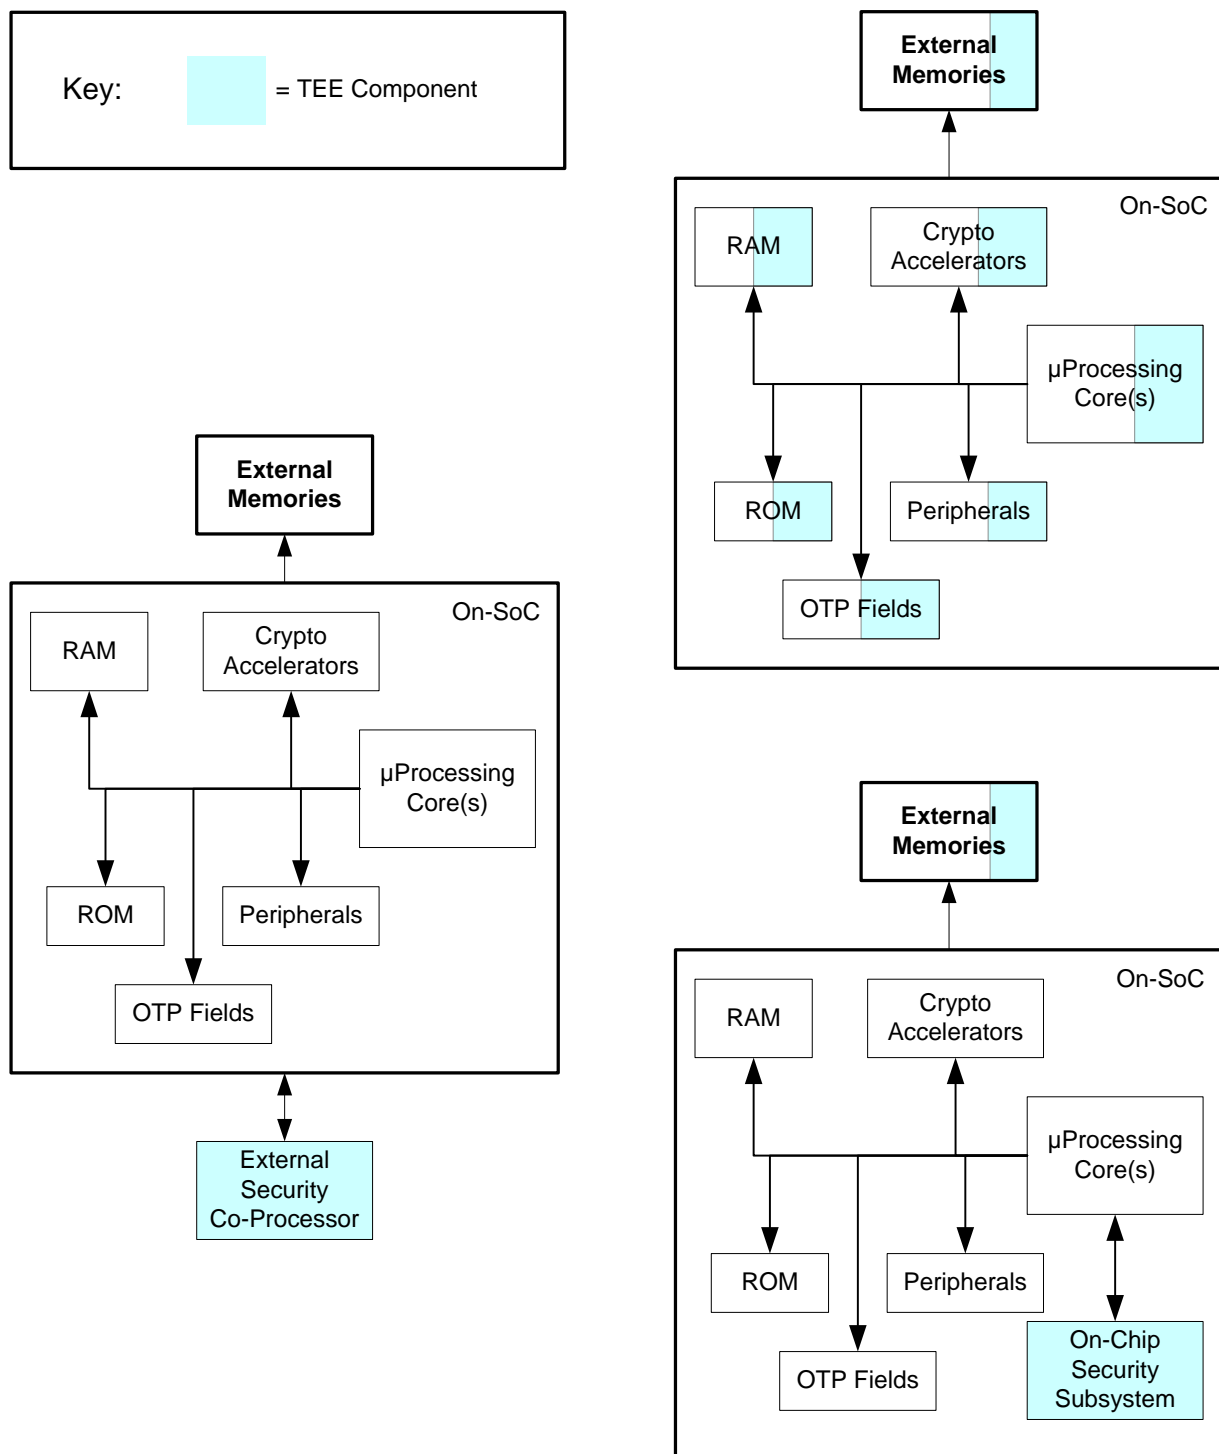 Key:
= TEE Component
External
Memories
On-SoC
RAM
Crypto
Accelerators
µProcessing
Core(s)
ROM
Peripherals
OTP Fields
External
Memories
On-SoC
RAM
Crypto
Accelerators
µProcessing
Core(s)
ROM
Peripherals
OTP Fields
External
Security
Co-Processor
External
Memories
On-SoC
RAM
Crypto
Accelerators
µProcessing
Core(s)
ROM
Peripherals
OTP Fields
On-Chip
Security
Subsystem